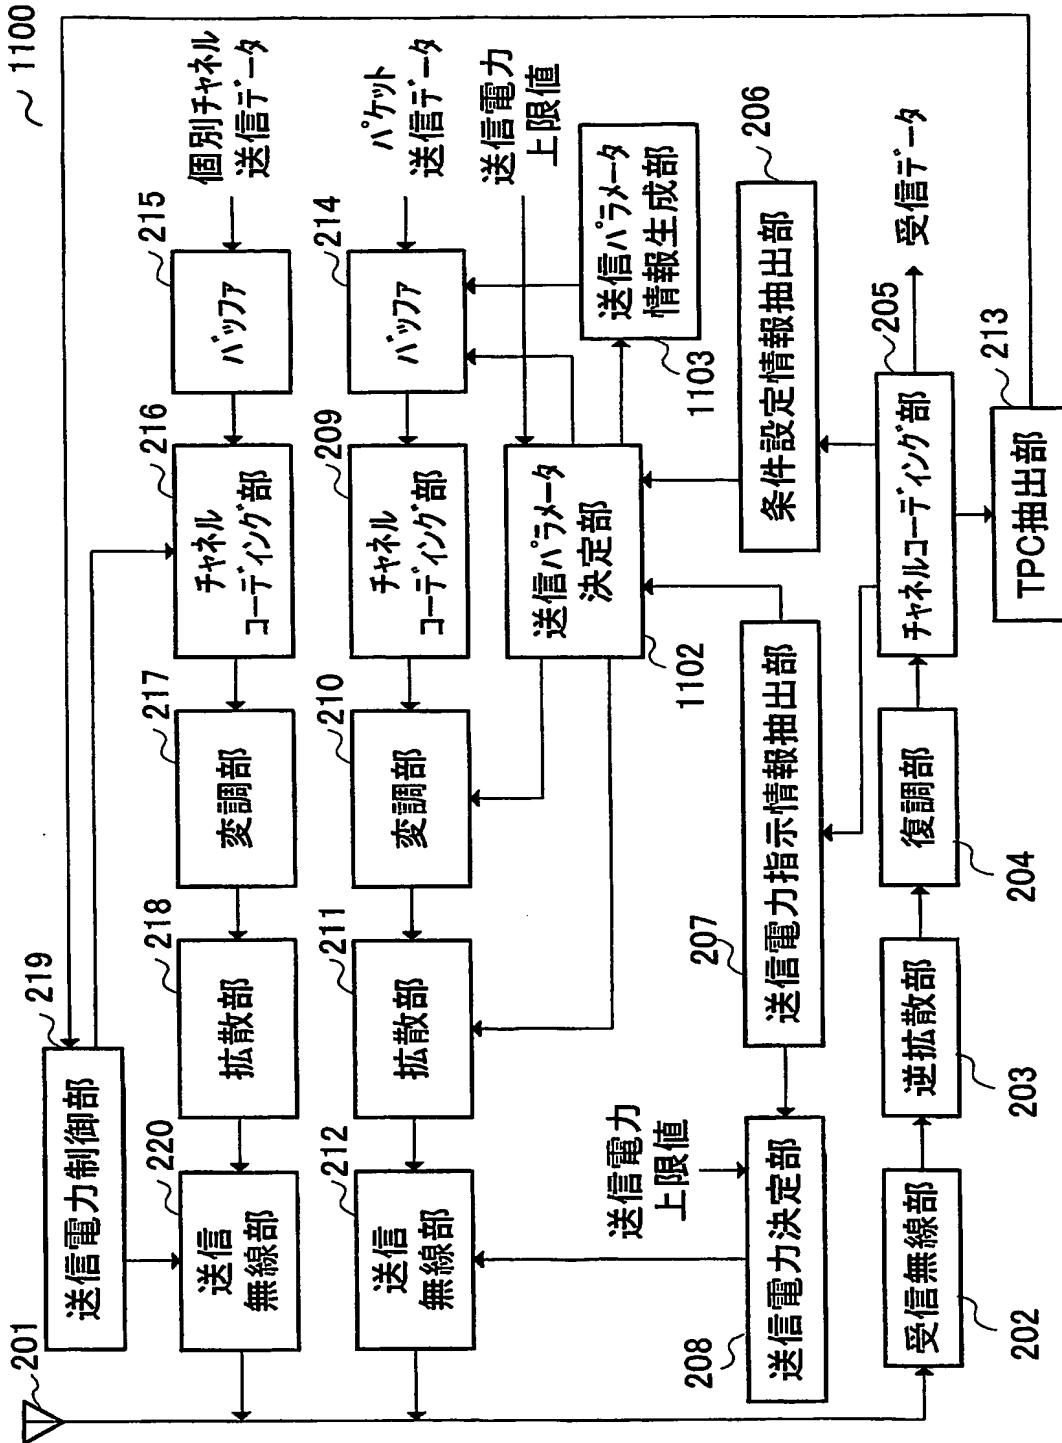 1100
201
送信電力制御部
219
個別チャネル
送信データ
バッファ
215
チャネル
コーディング部
216
変調部
217
拡散部
218
送信
無線部
220
パケット
送信データ
バッファ
214
チャネル
コーディング部
209
変調部
210
拡散部
211
送信
無線部
212
送信電力
上限値
送信パラメータ
決定部
1102
送信パラメータ
情報生成部
1103
送信電力
上限値
送信電力決定部
208
送信電力指示情報抽出部
207
条件設定情報抽出部
206
受信無線部
202
逆拡散部
203
復調部
204
チャネルコーディング部
205
受信データ
TPC抽出部
213